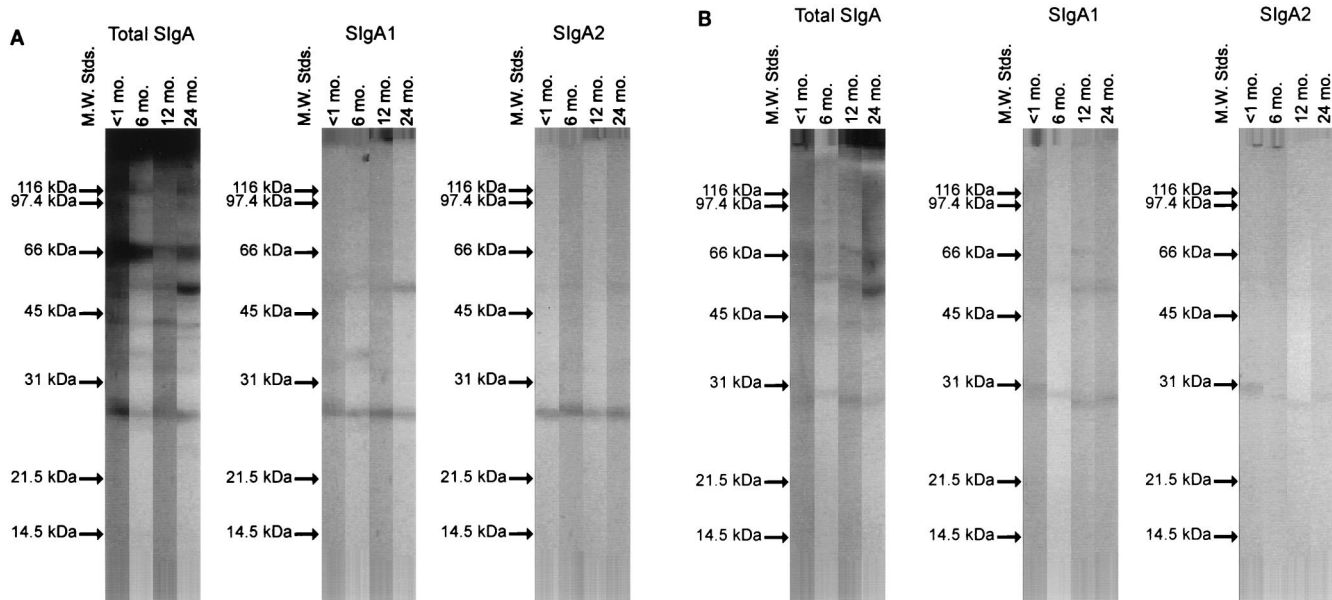 A
Total SIgA
SIgA1
SIgA2
M.W. Stds.
<1 mo.
6 mo.
12 mo.
24 mo.
M.W. Stds.
<1 mo.
6 mo.
12 mo.
24 mo.
M.W. Stds.
<1 mo.
6 mo.
12 mo.
24 mo.
116 kDa
97.4 kDa
66 kDa
45 kDa
31 kDa
21.5 kDa
14.5 kDa
116 kDa
97.4 kDa
66 kDa
45 kDa
31 kDa
21.5 kDa
14.5 kDa
116 kDa
97.4 kDa
66 kDa
45 kDa
31 kDa
21.5 kDa
14.5 kDa
B
Total SIgA
SIgA1
SIgA2
M.W. Stds.
<1 mo.
6 mo.
12 mo.
24 mo.
M.W. Stds.
<1 mo.
6 mo.
12 mo.
24 mo.
M.W. Stds.
<1 mo.
6 mo.
12 mo.
24 mo.
116 kDa
97.4 kDa
66 kDa
45 kDa
31 kDa
21.5 kDa
14.5 kDa
116 kDa
97.4 kDa
66 kDa
45 kDa
31 kDa
21.5 kDa
14.5 kDa
116 kDa
97.4 kDa
66 kDa
45 kDa
31 kDa
21.5 kDa
14.5 kDa